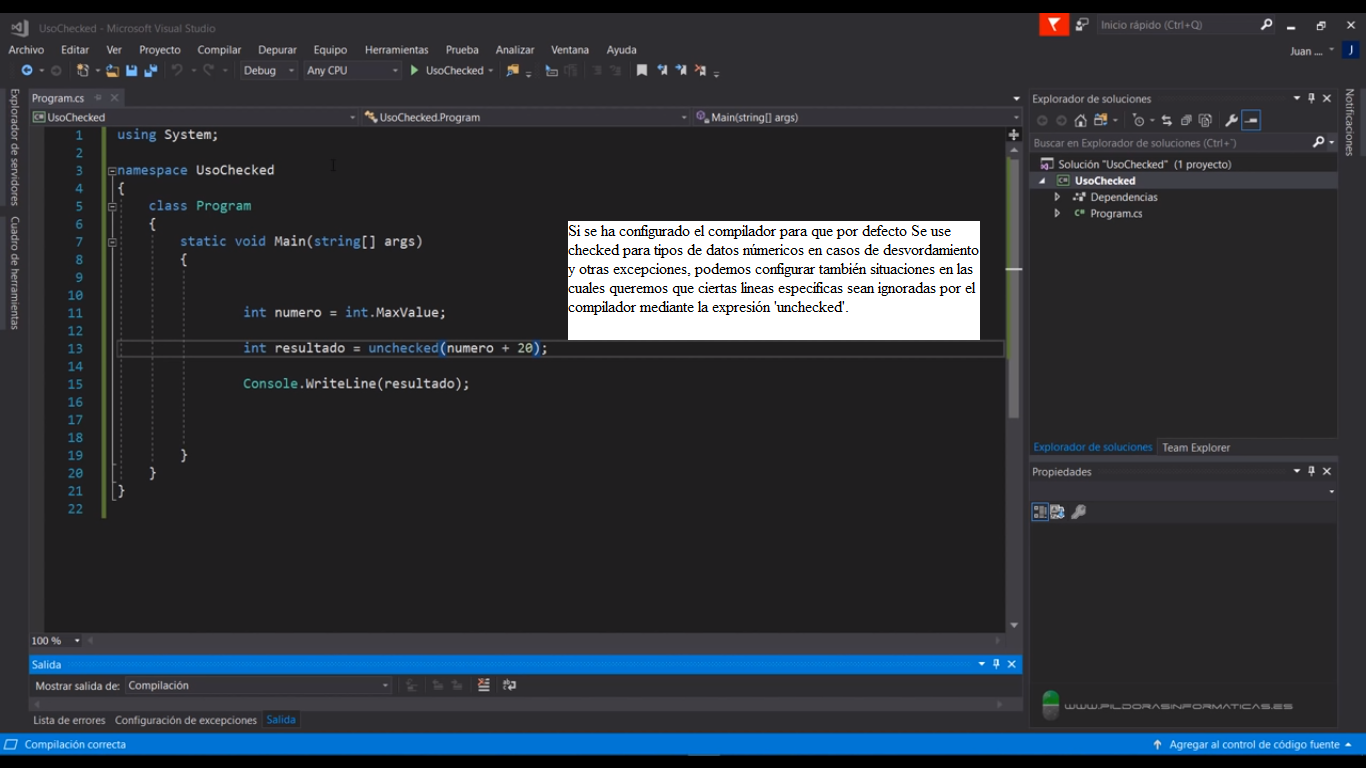 UsoChecked - Microsoft Visual Studio
Inicio rápido (Ctrl+Q)
Archivo Editar Ver Proyecto Compilar Depurar Equipo Herramientas Prueba Analizar Ventana Ayuda
Juan .... J
Debug Any CPU UsoChecked
Explorador de servidores
Cuadro de herramientas
Program.cs
UsoChecked UsoChecked.Program Main(string[] args)
1 using System;
2
3 namespace UsoChecked
4 {
5 class Program
6 {
7 static void Main(string[] args)
8 {
9
10
11 int numero = int.MaxValue;
12
13 int resultado = unchecked(numero + 20);
14
15 Console.WriteLine(resultado);
16
17
18
19 }
20 }
21 }
22
Si se ha configurado el compilador para que por defecto Se use
checked para tipos de datos númericos en casos de desvordamiento
y otras excepciones, podemos configurar también situaciones en las
cuales queremos que ciertas lineas especificas sean ignoradas por el
compilador mediante la expresión 'unchecked'.
100 %
Salida
Mostrar salida de: Compilación
Lista de errores Configuración de excepciones Salida
Compilación correcta
Explorador de soluciones
Buscar en Explorador de soluciones (Ctrl+¨)
Solución "UsoChecked" (1 proyecto)
UsoChecked
Dependencias
Program.cs
Explorador de soluciones Team Explorer
Propiedades
WWW.PILDORASINFORMATICAS.ES
Agregar al control de código fuente
Notificaciones